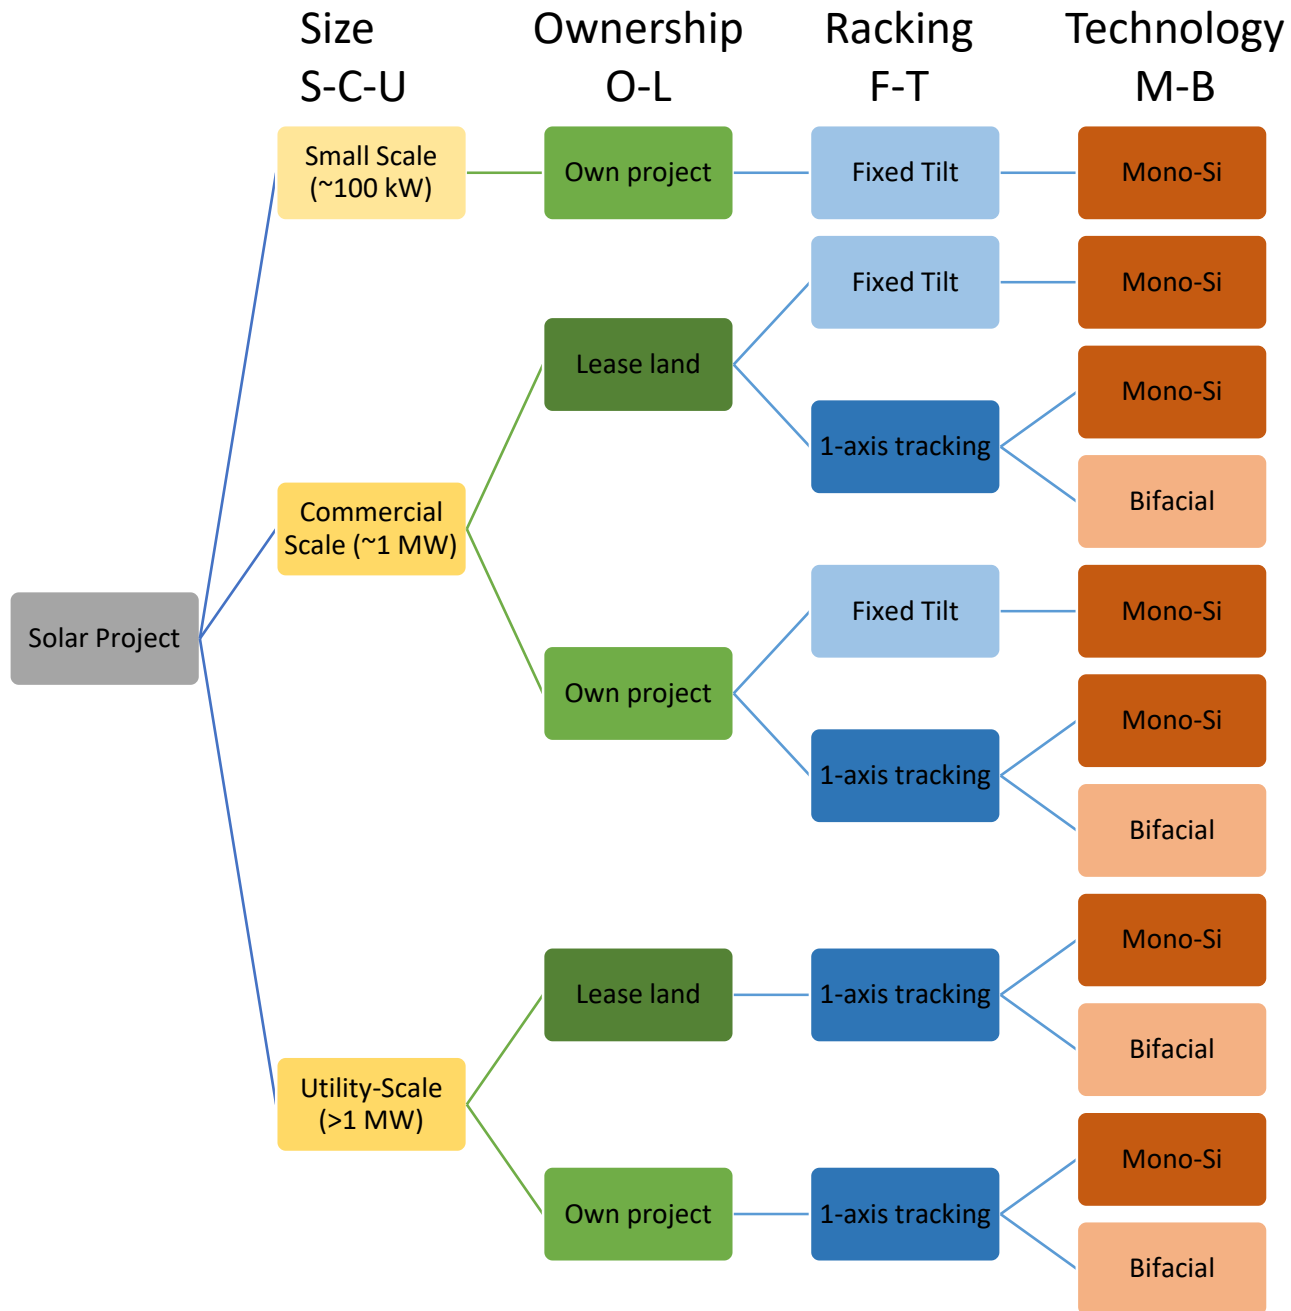 Size
Ownership
Racking
Technology
S-C-U
O-L
F-T
M-B
Small Scale
(~100 kW)
Own project
Fixed Tilt
Mono-Si
Fixed Tilt
Mono-Si
Lease land
Mono-Si
1-axis tracking
Bifacial
Commercial
Scale (~1 MW)
Fixed Tilt
Mono-Si
Solar Project
Own project
Mono-Si
1-axis tracking
Bifacial
Mono-Si
Lease land
1-axis tracking
Bifacial
Utility-Scale
(>1 MW)
Mono-Si
Own project
1-axis tracking
Bifacial